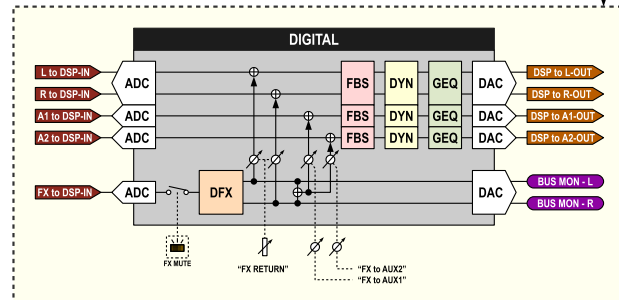 DIGITAL
L to DSP-IN
ADC
FBS
DYN
GEQ
DAC
DSP to L-OUT
R to DSP-IN
DSP to R-OUT
A1 to DSP-IN
ADC
FBS
DYN
GEQ
DAC
DSP to A1-OUT
A2 to DSP-IN
ADC
FBS
DYN
GEQ
DAC
DSP to A2-OUT
FX to DSP-IN
ADC
DFX
DAC
BUS MON - L
BUS MON - R
FX MUTE
"FX RETURN"
"FX to AUX2"
"FX to AUX1"